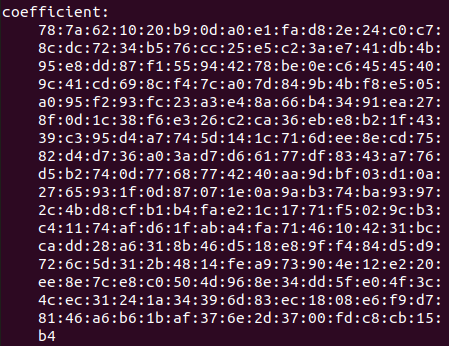 coefficient:
78:7a:62:10:20:b9:0d:a0:e1:fa:d8:2e:24:c0:c7:
8c:dc:72:34:b5:76:cc:25:e5:c2:3a:e7:41:db:4b:
95:e8:dd:87:f1:55:94:42:78:be:0e:c6:45:45:40:
9c:41:cd:69:8c:f4:7c:a0:7d:84:9b:4b:f8:e5:05:
a0:95:f2:93:fc:23:a3:e4:8a:66:b4:34:91:ea:27:
8f:0d:1c:38:f6:e3:26:c2:ca:36:eb:e8:b2:1f:43:
39:c3:95:d4:a7:74:5d:14:1c:71:6d:ee:8e:cd:75:
82:d4:d7:36:a0:3a:d7:d6:61:77:df:83:43:a7:76:
d5:b2:74:0d:77:68:77:42:40:aa:9d:bf:03:d1:0a:
27:65:93:1f:0d:87:07:1e:0a:9a:b3:74:ba:93:97:
2c:4b:d8:cf:b1:b4:fa:e2:1c:17:71:f5:02:9c:b3:
c4:11:74:af:d6:1f:ab:a4:fa:71:46:10:42:31:bc:
ca:dd:28:a6:31:8b:46:d5:18:e8:9f:f4:84:d5:d9:
72:6c:5d:31:2b:48:14:fe:a9:73:90:4e:12:e2:20:
ee:8e:7c:e8:c0:50:4d:96:8e:34:dd:5f:e0:4f:3c:
4c:ec:31:24:1a:34:39:6d:83:ec:18:08:e6:f9:d7:
81:46:a6:b6:1b:af:37:6e:2d:37:00:fd:c8:cb:15:
b4